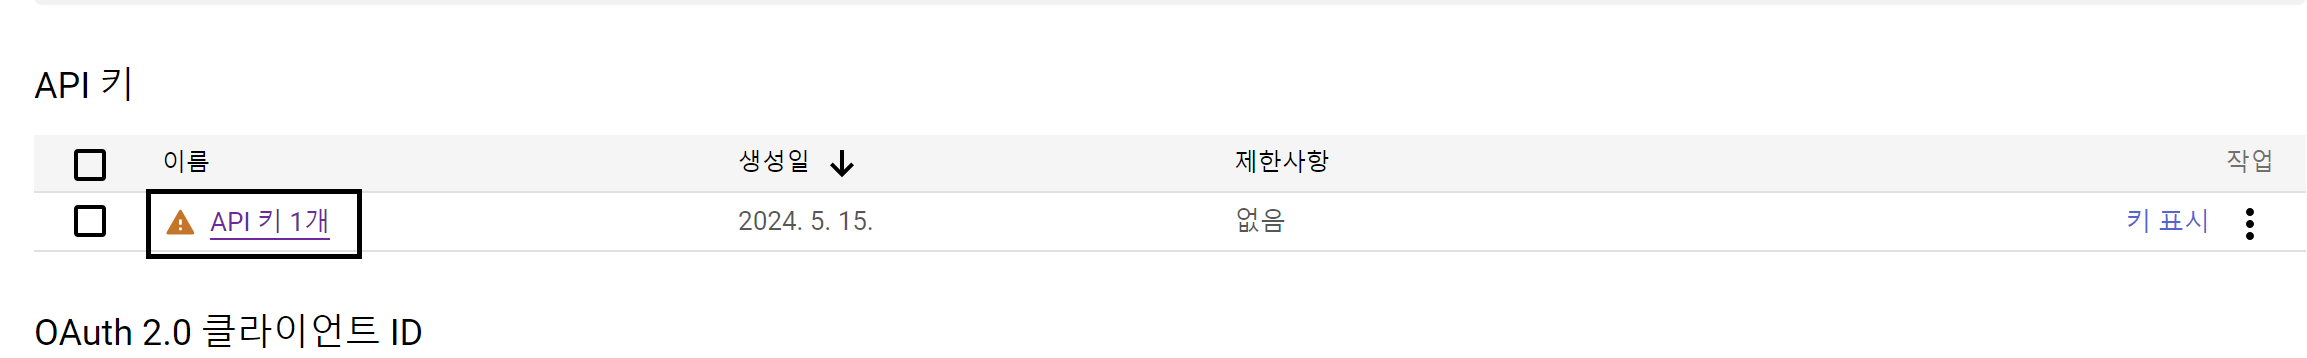 API 키
이름 생성일 제한사항 작업
API 키 1개 2024. 5. 15. 없음 키 표시
OAuth 2.0 클라이언트 ID